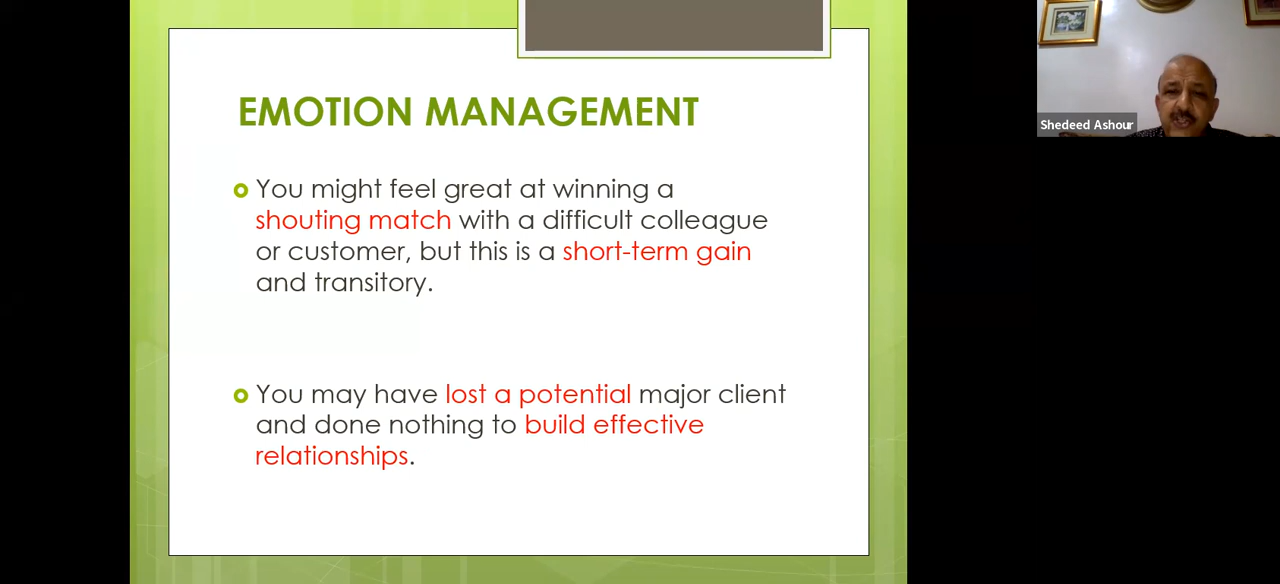 EMOTION MANAGEMENT
You might feel great at winning a
shouting match with a difficult colleague
or customer, but this is a short-term gain
and transitory.
You may have lost a potential major client
and done nothing to build effective
relationships.
Shedeed Ashour